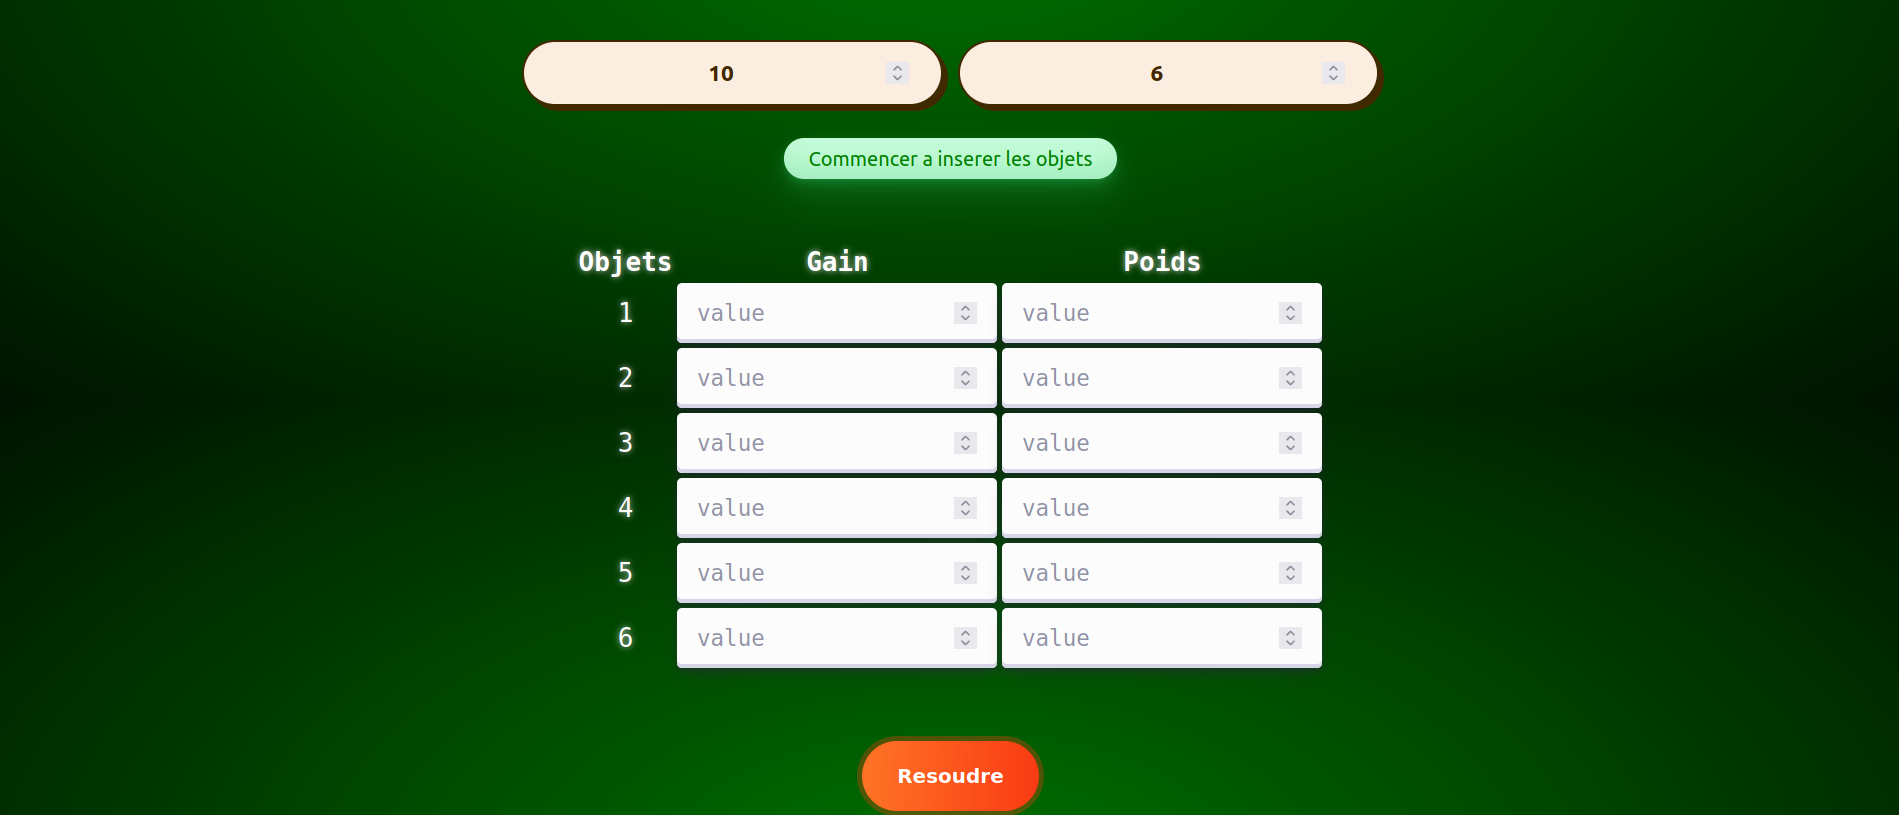 10 6
Commencer a inserer les objets
Objets Gain Poids
1 value value
2 value value
3 value value
4 value value
5 value value
6 value value
Resoudre